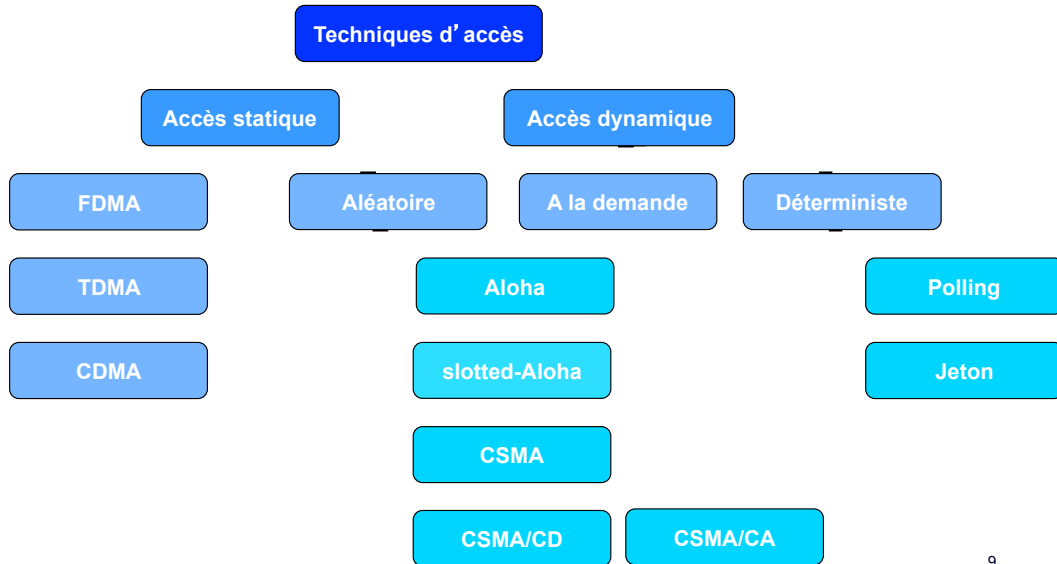 Techniques d’accès
Accès statique
Accès dynamique
FDMA
Aléatoire
A la demande
Déterministe
TDMA
Aloha
Polling
CDMA
slotted-Aloha
Jeton
CSMA
CSMA/CD
CSMA/CA
9